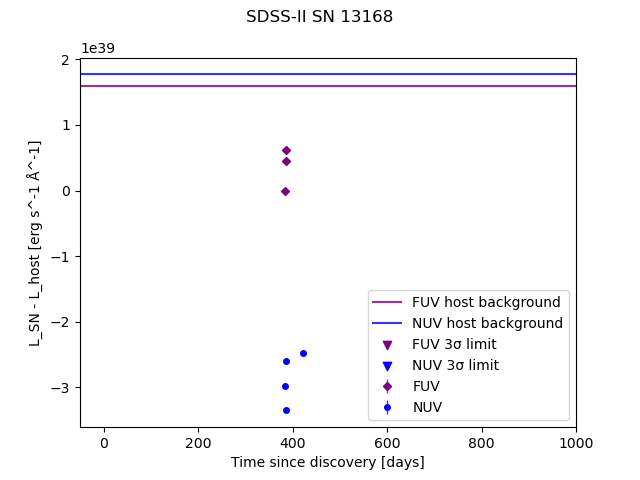 SDSS-II SN 13168
1e39
2
1
0
−1
−2
−3
L_SN - L_host [erg s^-1 Å^-1]
FUV host background
NUV host background
FUV 3σ limit
NUV 3σ limit
FUV
NUV
0 200 400 600 800 1000
Time since discovery [days]